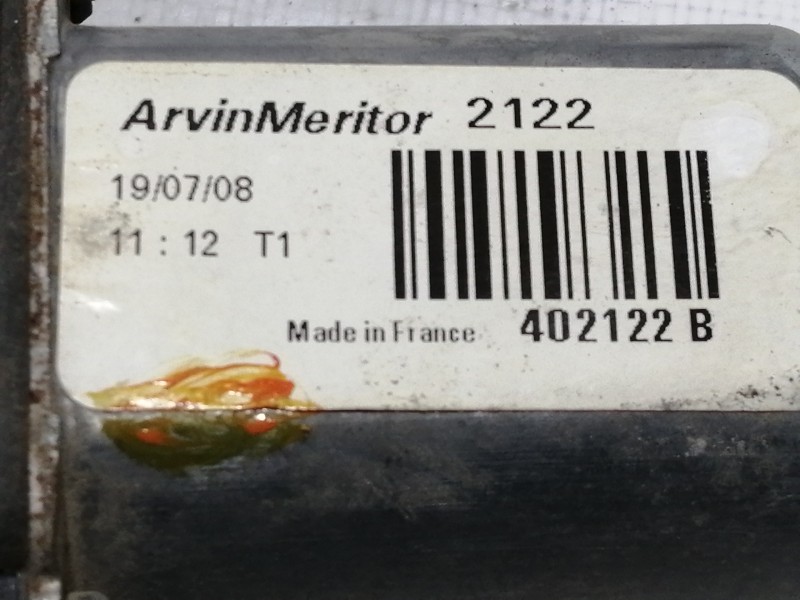 ArvinMeritor 2122
19/07/08
11 : 12 T1
Made in France 402122 B